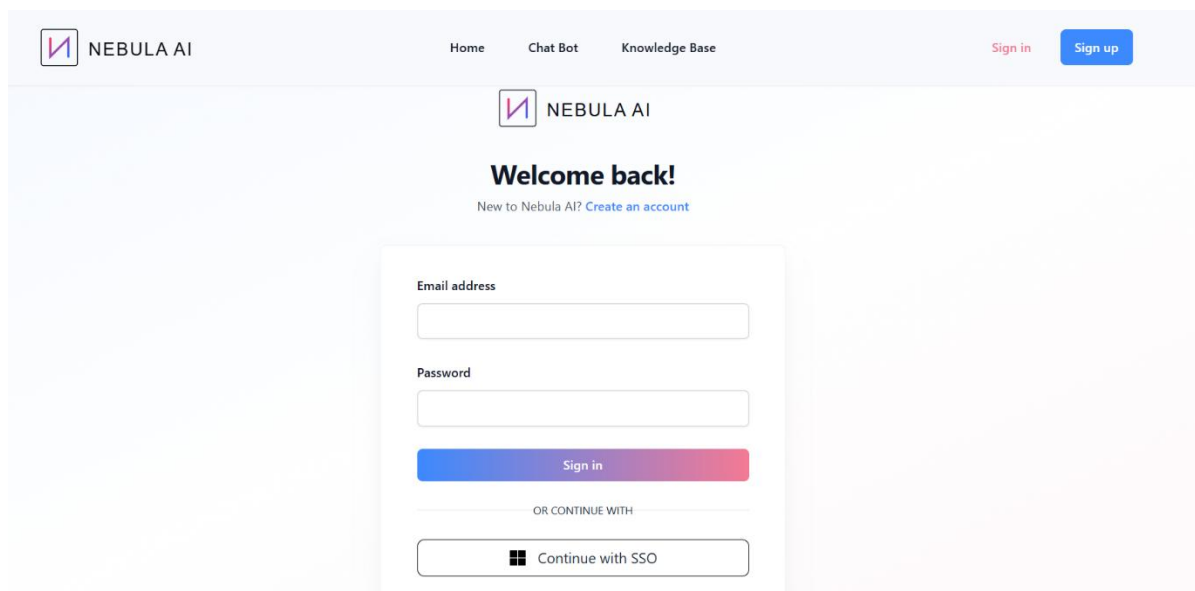 NEBULA AI
Home Chat Bot Knowledge Base
Sign in Sign up
NEBULA AI
Welcome back!
New to Nebula AI? Create an account
Email address
Password
Sign in
OR CONTINUE WITH
Continue with SSO